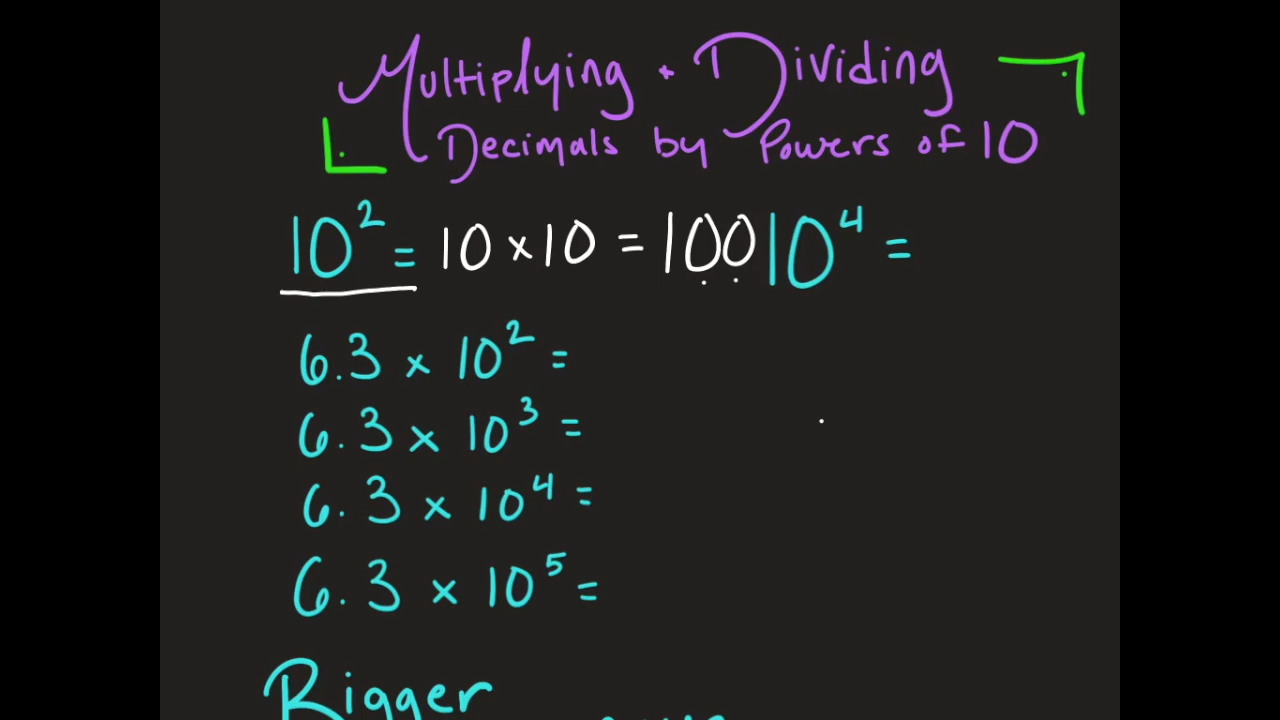 Multiplying + Dividing
Decimals by Powers of 10
10² = 10 × 10 = 100 10⁴ =
6.3 × 10² =
6.3 × 10³ =
6.3 × 10⁴ =
6.3 × 10⁵ =
Bigger